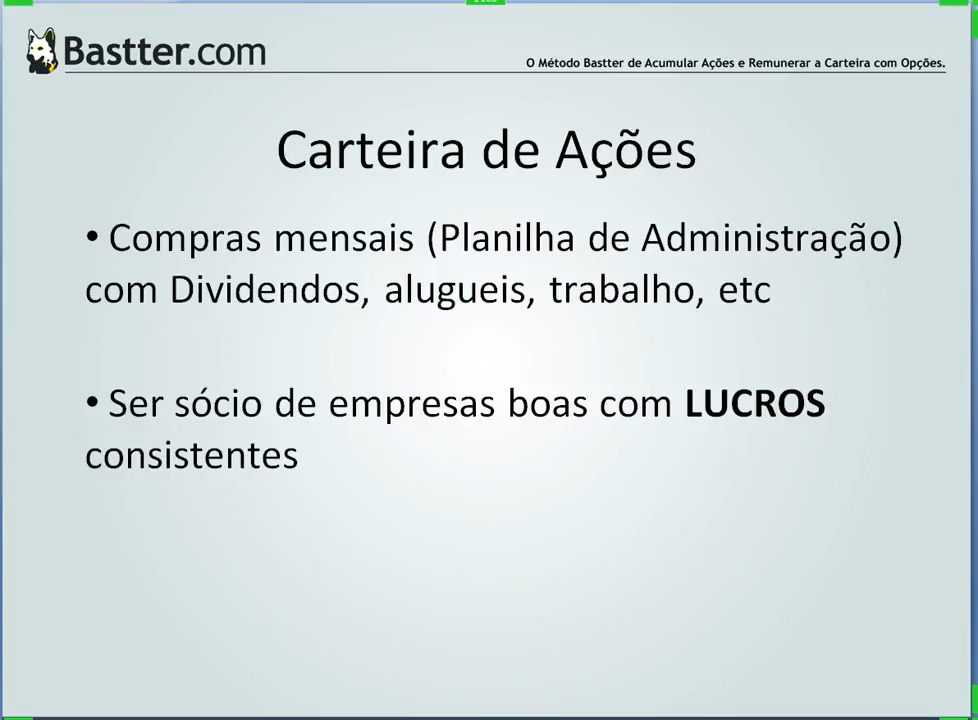 Bastter.com
O Método Bastter de Acumular Ações e Remunerar a Carteira com Opções.
Carteira de Ações
• Compras mensais (Planilha de Administração)
com Dividendos, alugueis, trabalho, etc
• Ser sócio de empresas boas com LUCROS
consistentes